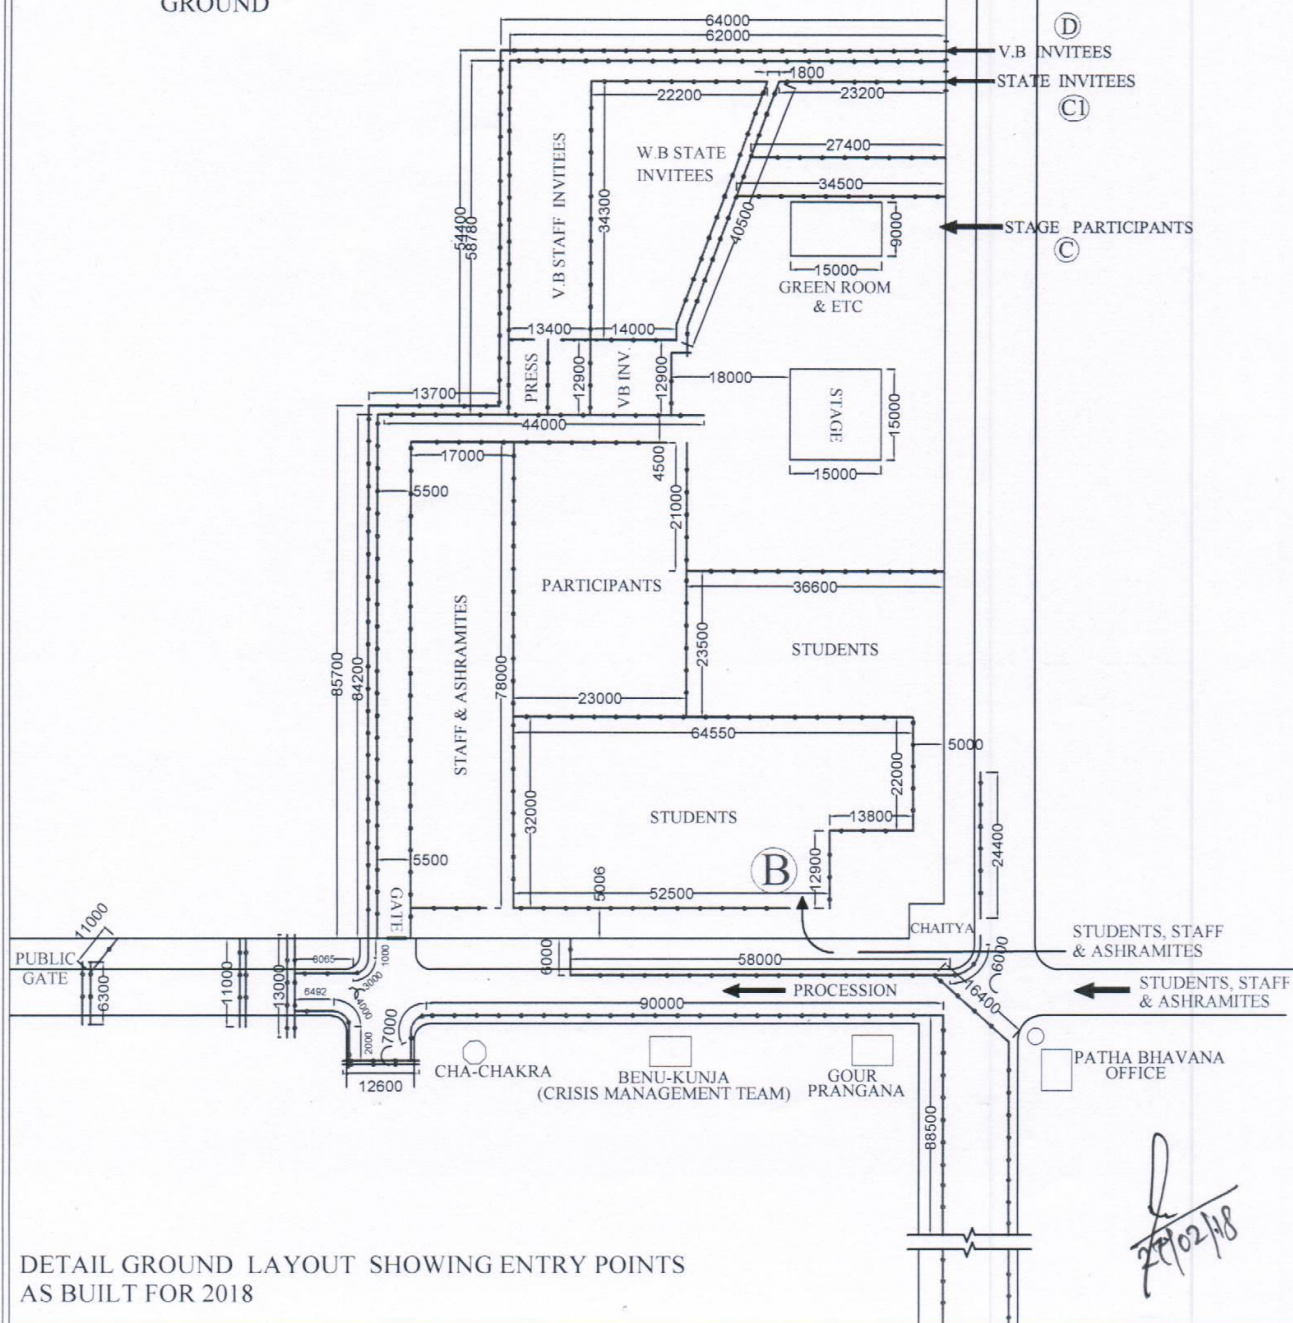 GROUND
64000
62000
D
V.B INVITEES
1800
STATE INVITEES
22200
23200
C1
V.B STAFF INVITEES
W.B STATE
INVITEES
27400
34500
34300
40500
9000
54400
58780
STAGE PARTICIPANTS
C
15000
GREEN ROOM
& ETC
13400
14000
PRESS
12900
VB INV.
12900
18000
STAGE
15000
15000
13700
44000
17000
4500
5500
21000
PARTICIPANTS
36600
STAFF & ASHRAMITES
78000
23500
STUDENTS
85700
84200
23000
64550
5000
22000
32000
STUDENTS
13800
24400
5500
B
12900
5006
52500
GATE
11000
CHAITYA
STUDENTS, STAFF
& ASHRAMITES
PUBLIC
GATE
6300
11000
13000
6065
1000
3000
6000
58000
6000
6492
4000
PROCESSION
16400
STUDENTS, STAFF
& ASHRAMITES
90000
2000
7000
12600
CHA-CHAKRA
BENU-KUNJA
(CRISIS MANAGEMENT TEAM)
GOUR
PRANGANA
PATHA BHAVANA
OFFICE
88500
DETAIL GROUND LAYOUT SHOWING ENTRY POINTS
AS BUILT FOR 2018